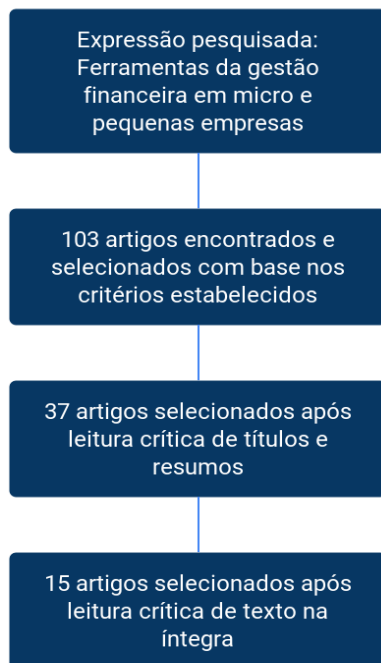 Expressão pesquisada:
Ferramentas da gestão
financeira em micro e
pequenas empresas
103 artigos encontrados e
selecionados com base nos
critérios estabelecidos
37 artigos selecionados após
leitura crítica de títulos e
resumos
15 artigos selecionados após
leitura crítica de texto na
íntegra